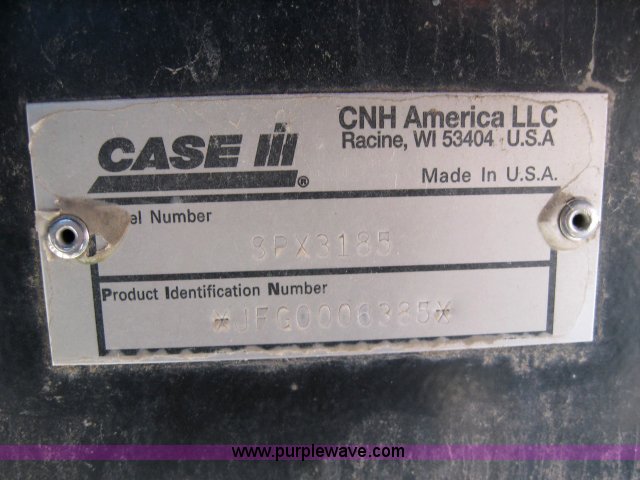 CASE IH ®
CNH America LLC
Racine, WI 53404 U.S.A
Made In U.S.A.
el Number
SPX3185
Product Identification Number
*JFG0006385*
www.purplewave.com